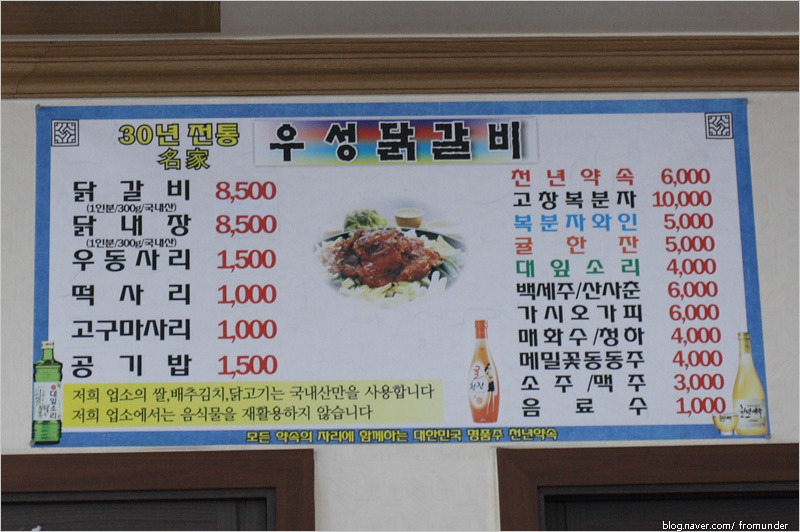 30년 전통
名家
우성닭갈비
닭갈비 8,500
(1인분/300g/국내산)
닭내장 8,500
(1인분/300g/국내산)
우동사리 1,500
떡사리 1,000
고구마사리 1,000
공기밥 1,500
천년약속 6,000
고창복분자 10,000
복분자와인 5,000
귤한잔 5,000
대잎소리 4,000
백세주/산사춘 6,000
가시오가피 6,000
매화수/청하 4,000
메밀꽃동동주 4,000
소주/맥주 3,000
음료수 1,000
저희 업소의 쌀,배추김치,닭고기는 국내산만을 사용합니다
저희 업소에서는 음식물을 재활용하지 않습니다
모든 약속의 자리에 함께하는 대한민국 명품주 천년약속
대잎소리
blog.naver.com/ fromunder